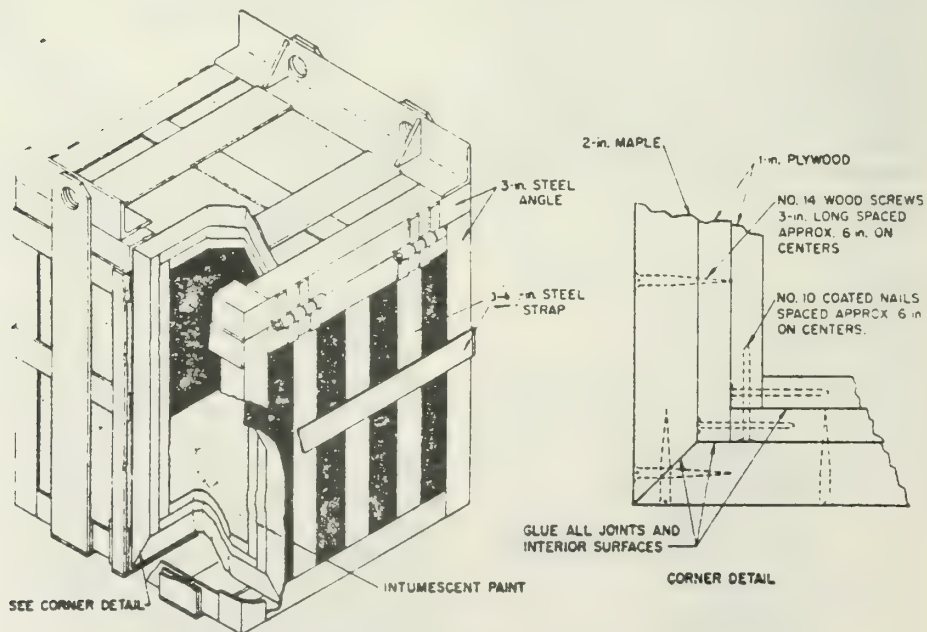 2-in. MAPLE
1-in. PLYWOOD
3-in. STEEL
ANGLE
NO. 14 WOOD SCREWS
3-in. LONG SPACED
APPROX. 6 in. ON
CENTERS
STEEL
STRAP
NO. 10 COATED NAILS
SPACED APPROX 6 in
ON CENTERS.
GLUE ALL JOINTS AND
INTERIOR SURFACES
CORNER DETAIL
INTUMESCENT PAINT
SEE CORNER DETAIL